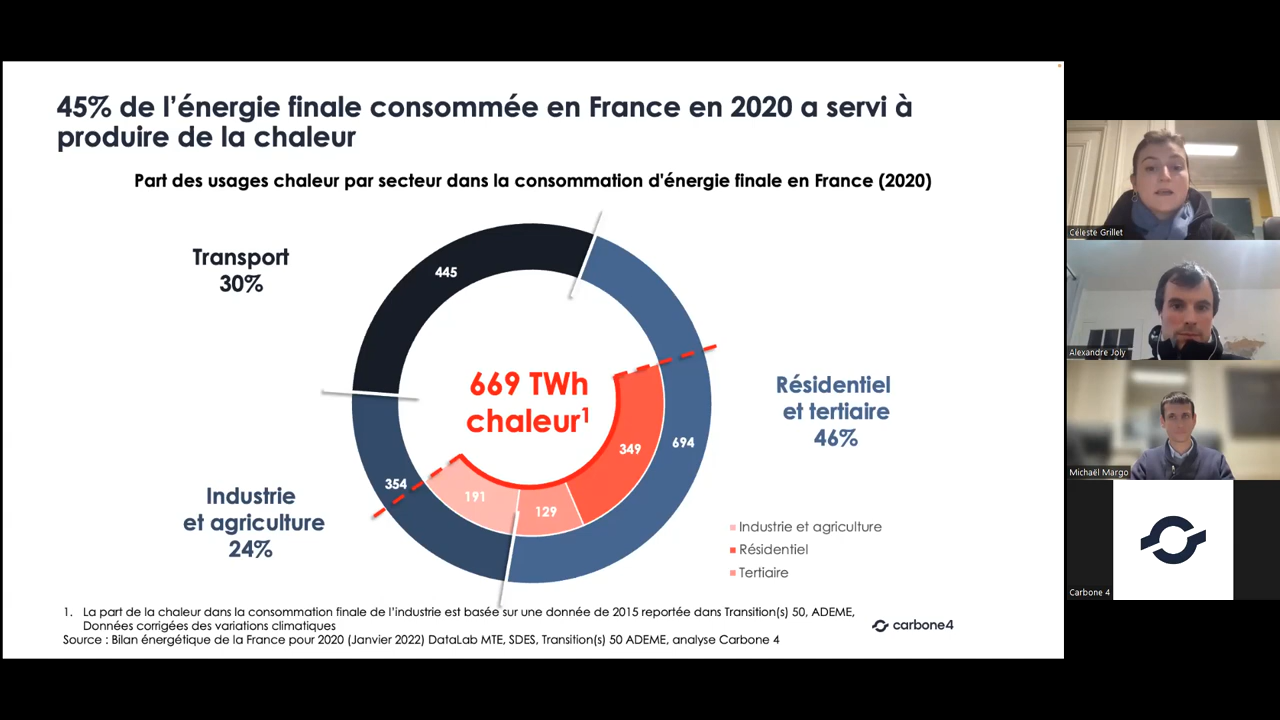 45% de l'énergie finale consommée en France en 2020 a servi à
produire de la chaleur
Part des usages chaleur par secteur dans la consommation d'énergie finale en France (2020)
Transport
30%
445
669 TWh
chaleur¹
Résidentiel
et tertiaire
46%
694
349
354
191
129
Industrie
et agriculture
24%
Industrie et agriculture
Résidentiel
Tertiaire
1. La part de la chaleur dans la consommation finale de l'industrie est basée sur une donnée de 2015 reportée dans Transition(s) 50, ADEME,
Données corrigées des variations climatiques
Source : Bilan énergétique de la France pour 2020 (Janvier 2022) DataLab MTE, SDES, Transition(s) 50 ADEME, analyse Carbone 4
carbone4
Céleste Grillet
Alexandre Joly
Michaël Margo
Carbone 4